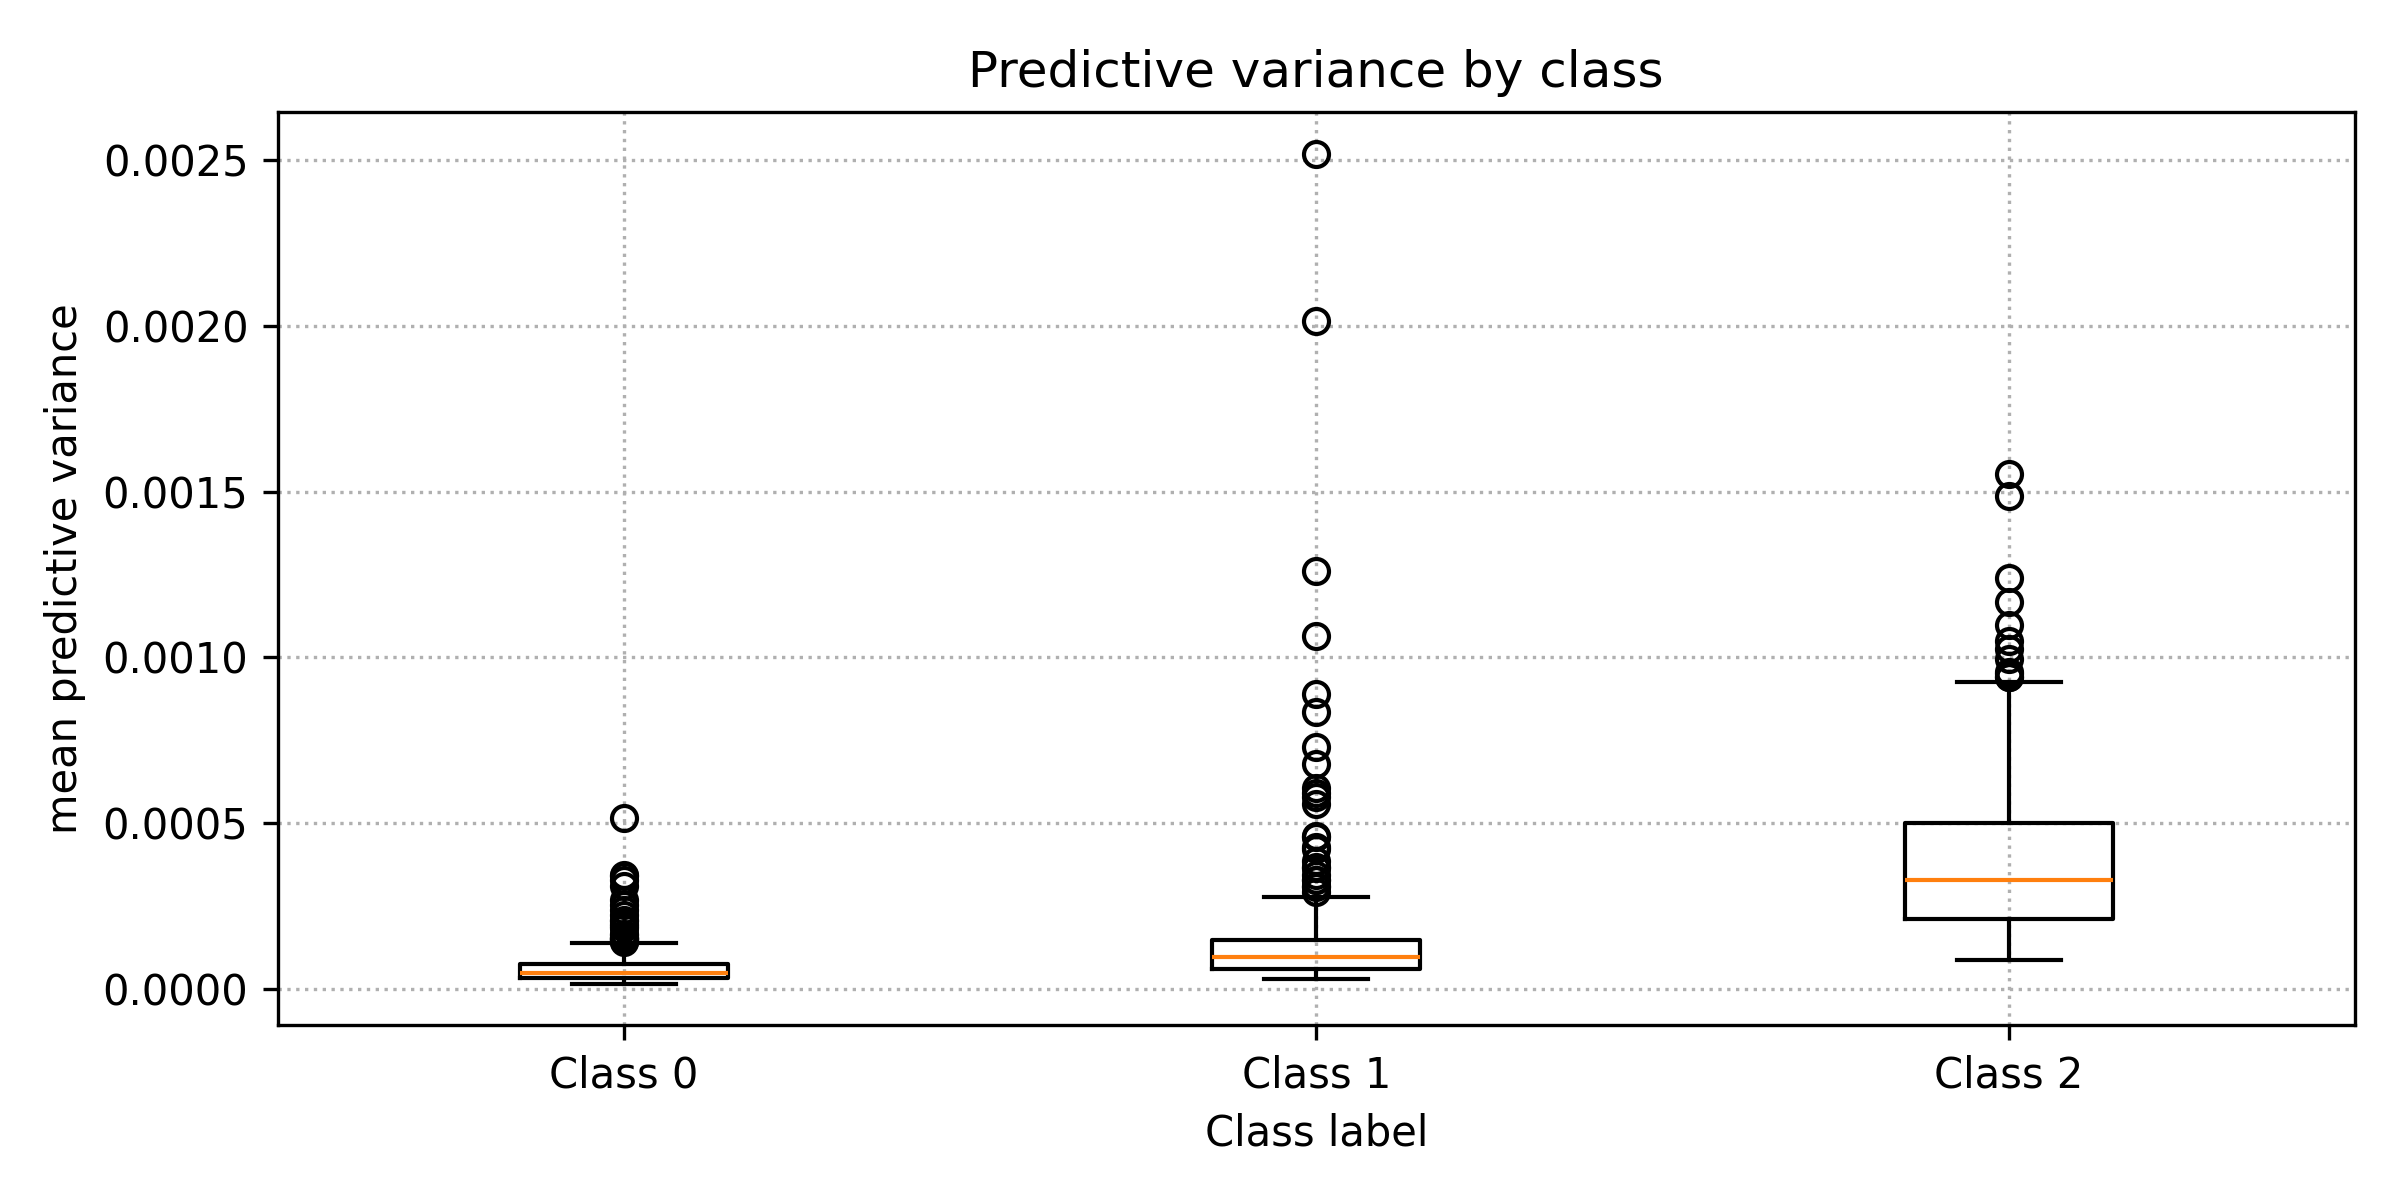 Predictive variance by class
mean predictive variance
0.0025
0.0020
0.0015
0.0010
0.0005
0.0000
Class 0
Class 1
Class 2
Class label